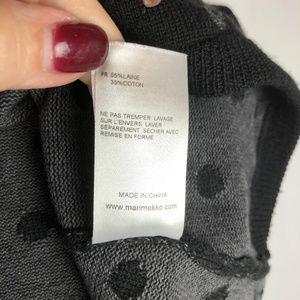 FR 65%LAINE
35%COTON
NE PAS TREMPER. LAVAGE
SUR L'ENVERS. LAVER
SÉPARÉMENT. SÉCHER AVEC
REMISE EN FORME
MADE IN CHINA
www.marimekko.com